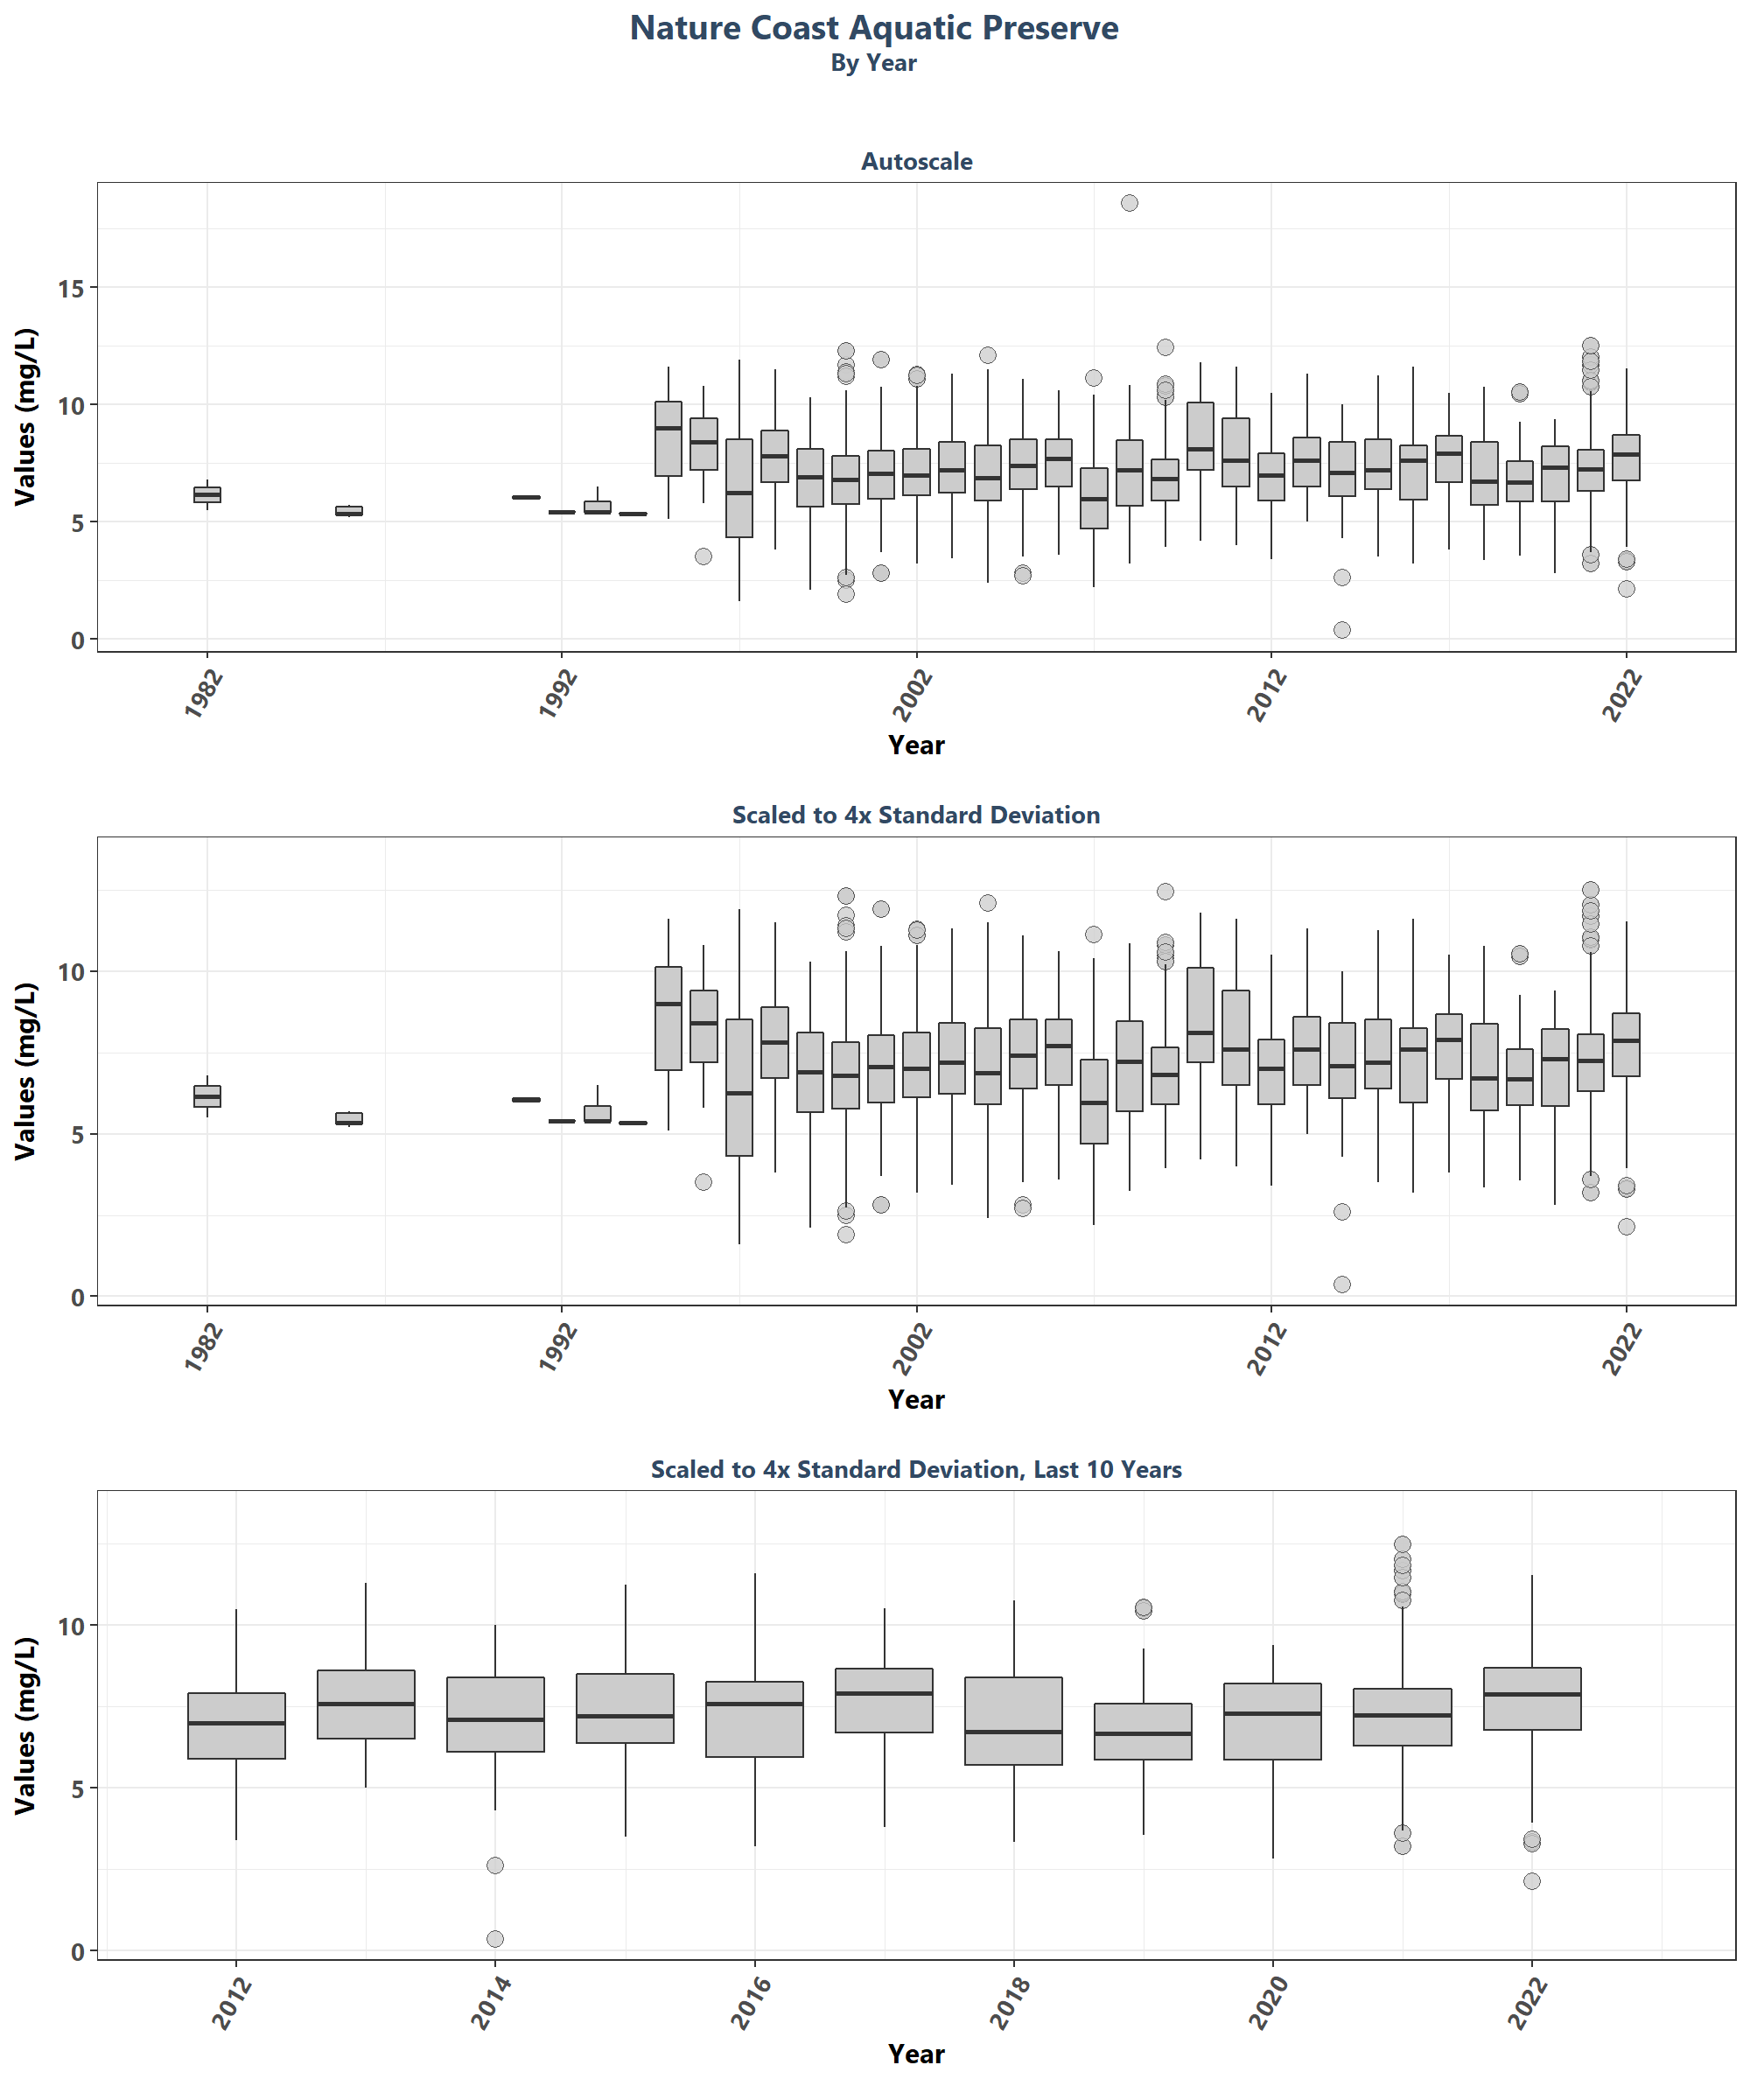 Nature Coast Aquatic Preserve
By Year
Autoscale
Values (mg/L)
15
10
5
0
1982
1992
2002
2012
2022
Year
Scaled to 4x Standard Deviation
Values (mg/L)
10
5
0
1982
1992
2002
2012
2022
Year
Scaled to 4x Standard Deviation, Last 10 Years
Values (mg/L)
10
5
0
2012
2014
2016
2018
2020
2022
Year